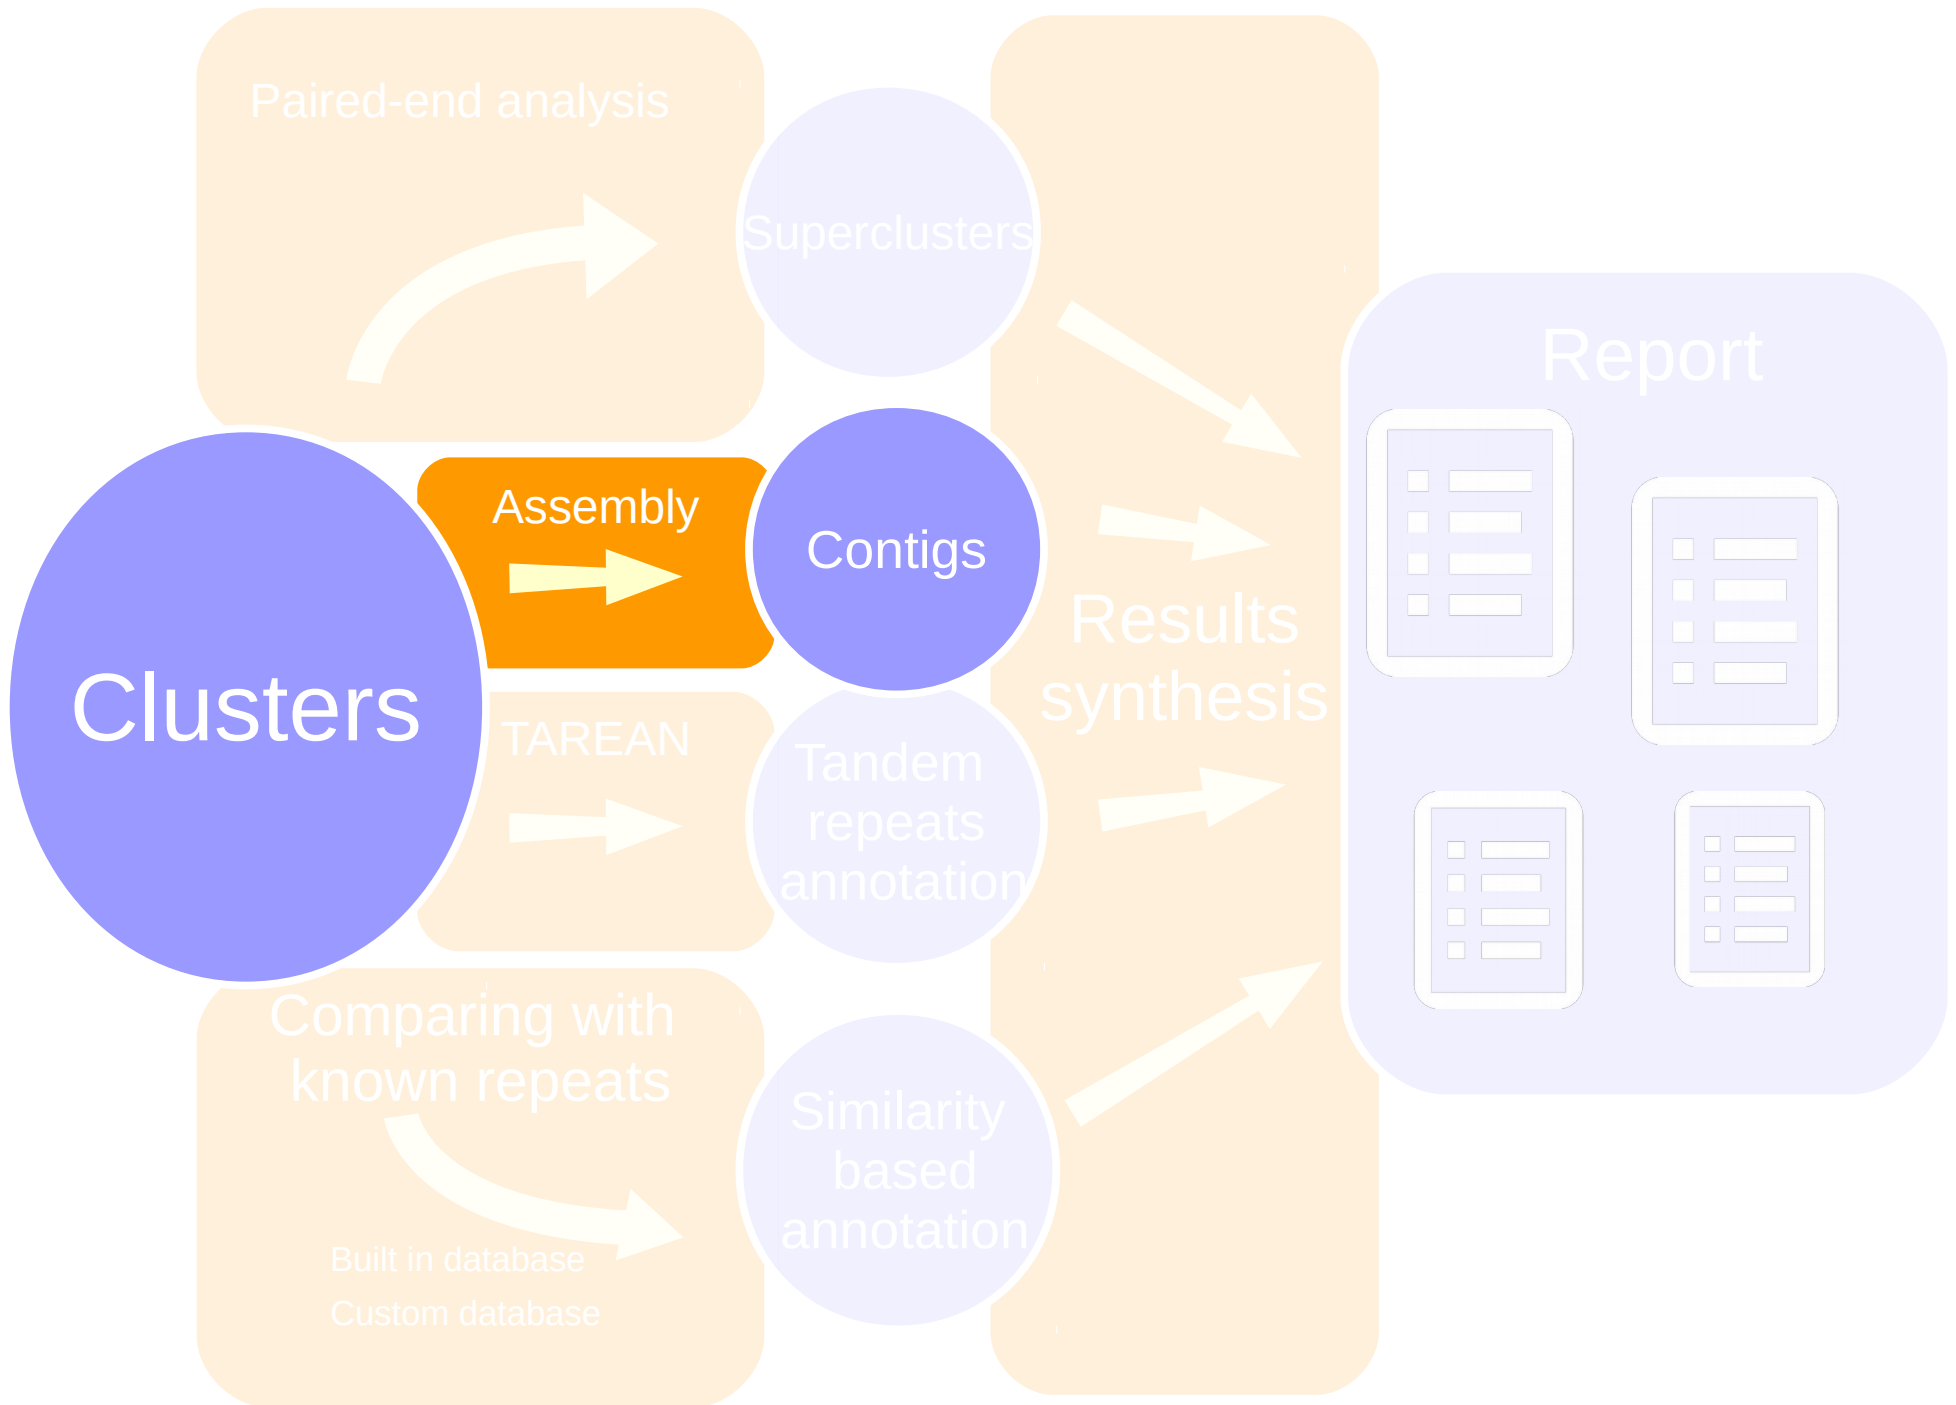 Paired-end analysis
Superclusters
Report
Assembly
Contigs
Results
synthesis
Clusters
TAREAN
Tandem
repeats
annotation
Comparing with
known repeats
Similarity
based
annotation
Built in database
Custom database